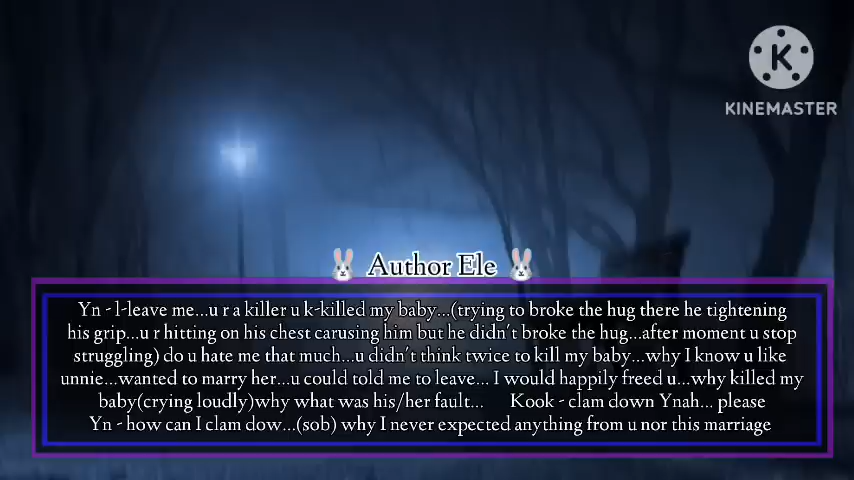 KINEMASTER
🐰 Author Ele 🐰
Yn - l-leave me...u r a killer u k-killed my baby...(trying to broke the hug there he tightening
his grip...u r hitting on his chest carusing him but he didn't broke the hug...after moment u stop
struggling) do u hate me that much...u didn't think twice to kill my baby...why I know u like
unnie...wanted to marry her...u could told me to leave... I would happily freed u...why killed my
baby(crying loudly)why what was his/her fault... Kook - clam down Ynah... please
Yn - how can I clam dow...(sob) why I never expected anything from u nor this marriage